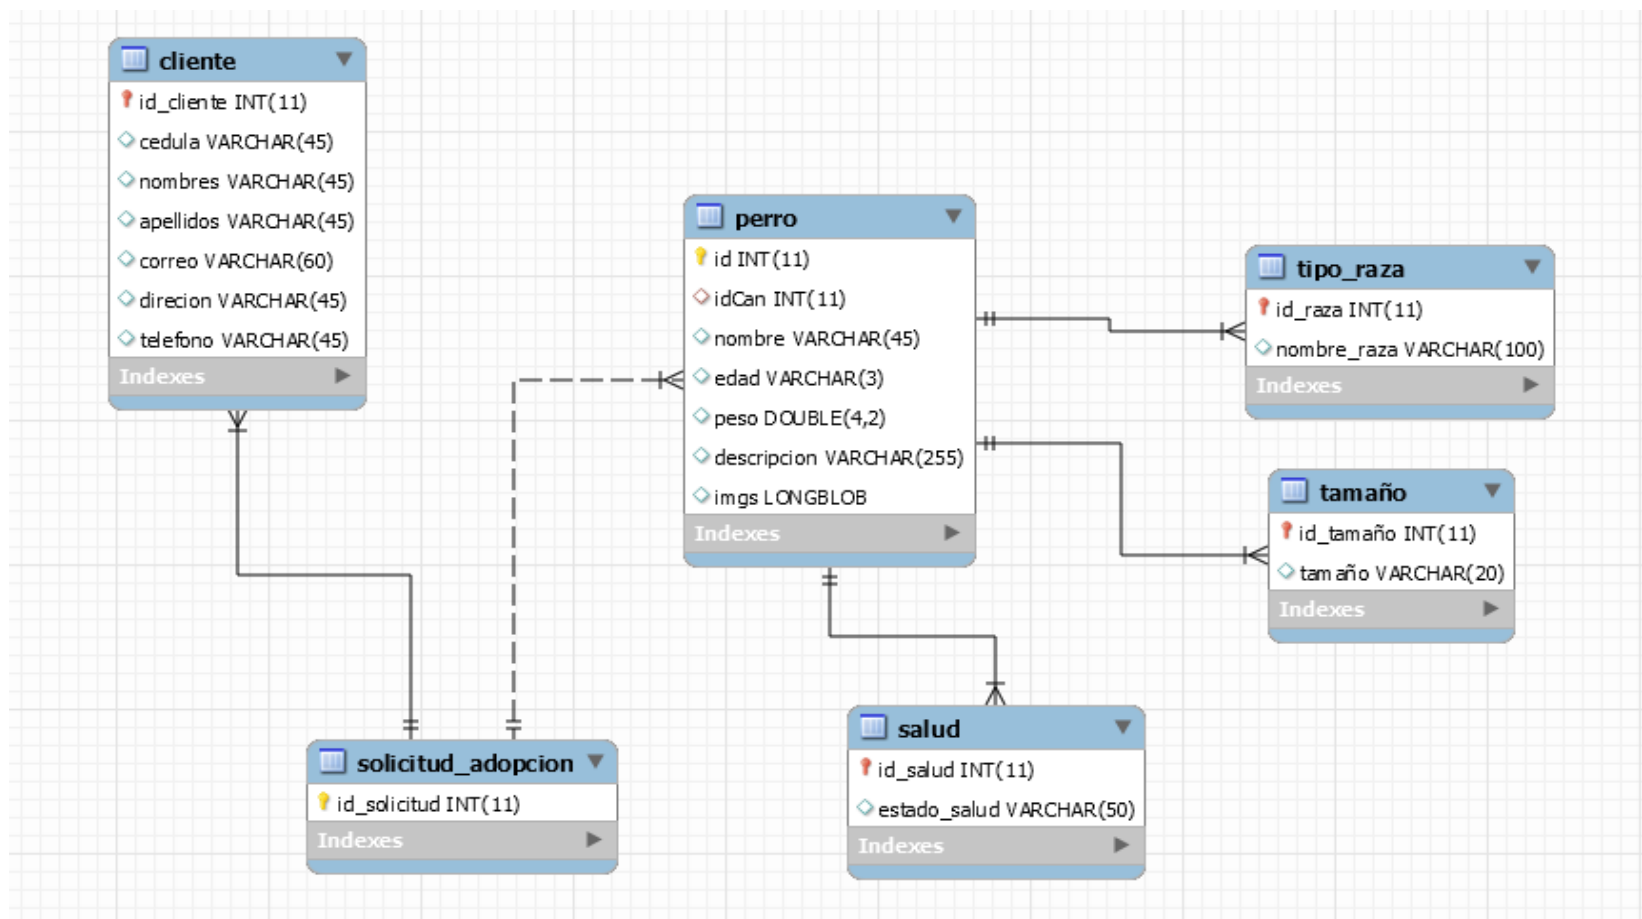 cliente
id_cliente INT(11)
cedula VARCHAR(45)
nombres VARCHAR(45)
apellidos VARCHAR(45)
correo VARCHAR(60)
direcion VARCHAR(45)
telefono VARCHAR(45)
Indexes
perro
id INT(11)
idCan INT(11)
nombre VARCHAR(45)
edad VARCHAR(3)
peso DOUBLE(4,2)
descripcion VARCHAR(255)
imgs LONGBLOB
Indexes
tipo_raza
id_raza INT(11)
nombre_raza VARCHAR(100)
Indexes
tamaño
id_tamaño INT(11)
tamaño VARCHAR(20)
Indexes
solicitud_adopcion
id_solicitud INT(11)
Indexes
salud
id_salud INT(11)
estado_salud VARCHAR(50)
Indexes